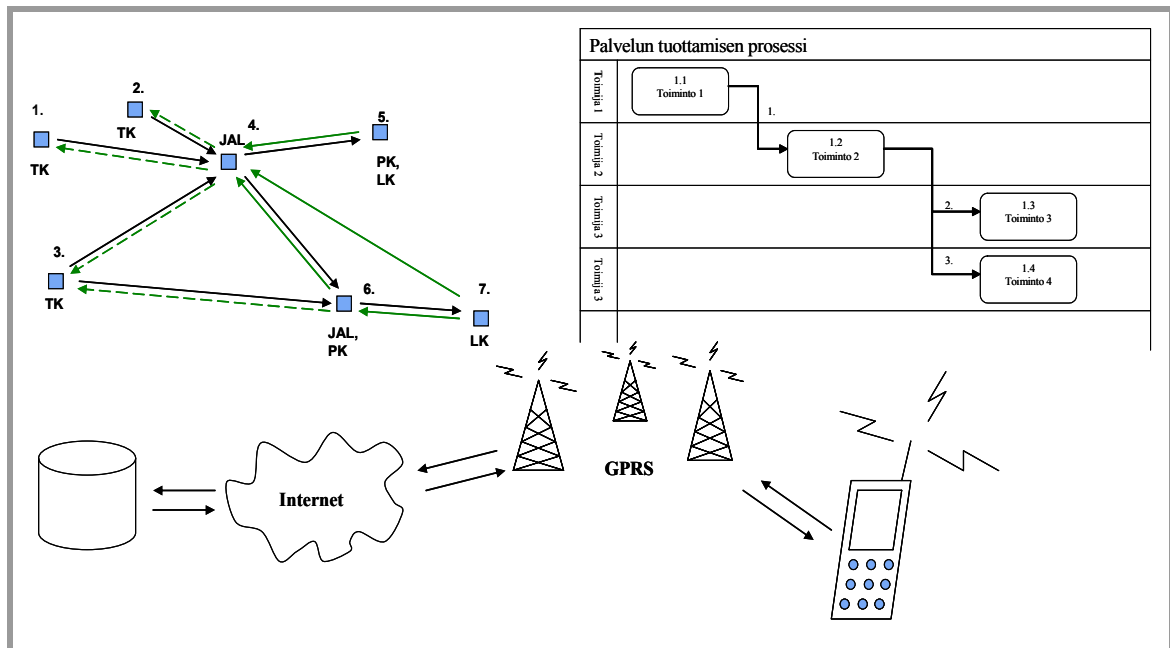 1.
TK
2.
TK
JAL
4.
5.
PK,
LK
3.
TK
6.
JAL,
PK
7.
LK
Palvelun tuottamisen prosessi
Toimija 1
1.1
Toiminto 1
1.
Toimija 2
1.2
Toiminto 2
Toimija 3
2.
1.3
Toiminto 3
Toimija 3
3.
1.4
Toiminto 4
Internet
GPRS